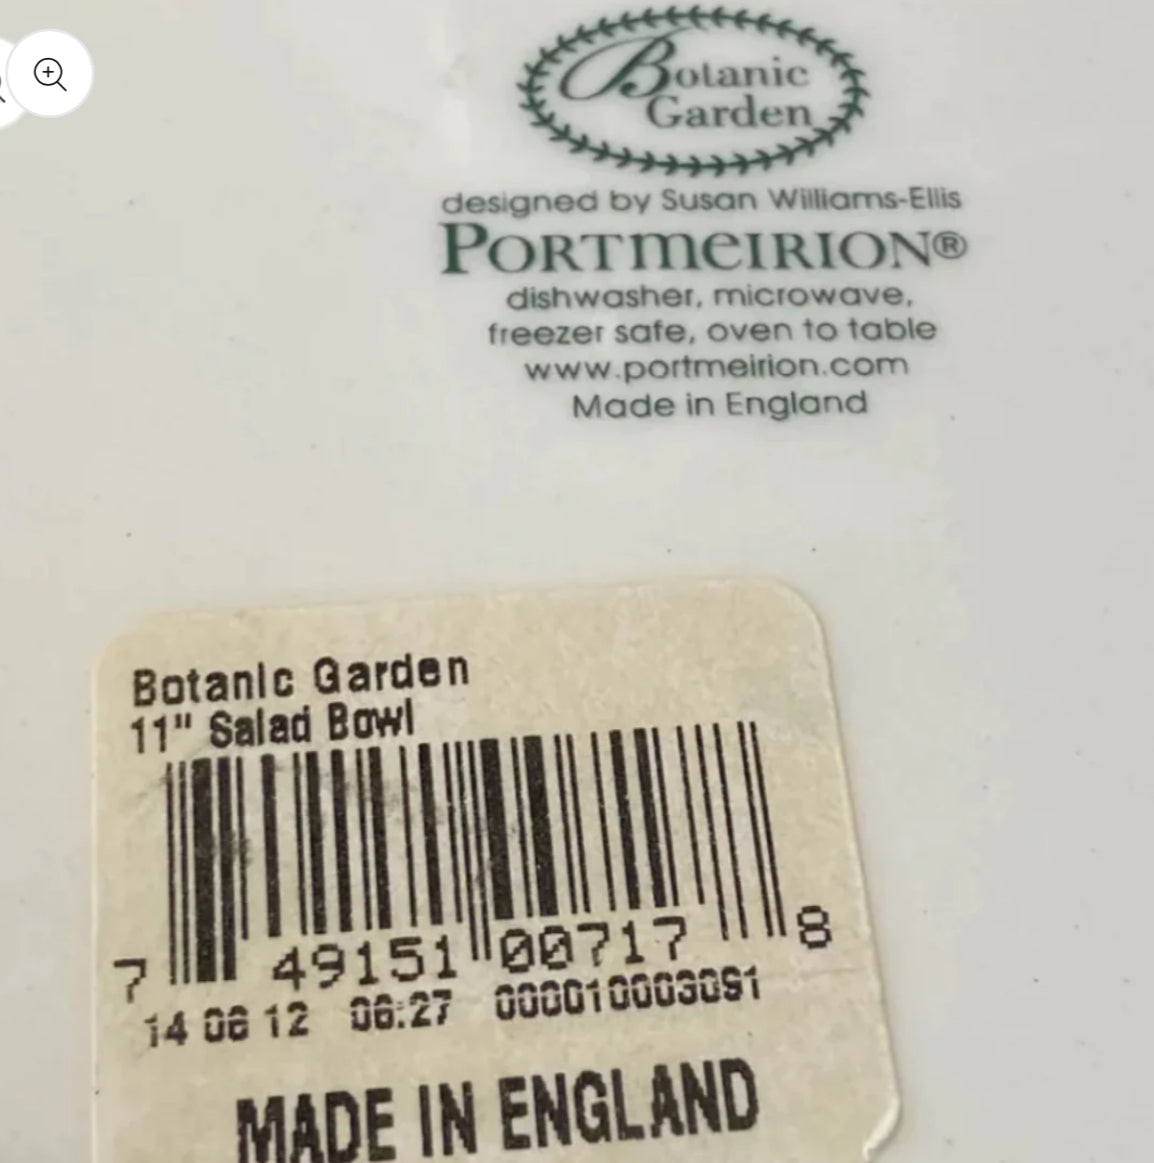 Botanic
Garden
designed by Susan Williams-Ellis
PORTMEIRION®
dishwasher, microwave,
freezer safe, oven to table
www.portmeirion.com
Made in England
Botanic Garden
11" Salad Bowl
7 49151 00717 8
14 06 12 06:27 0000100003091
MADE IN ENGLAND